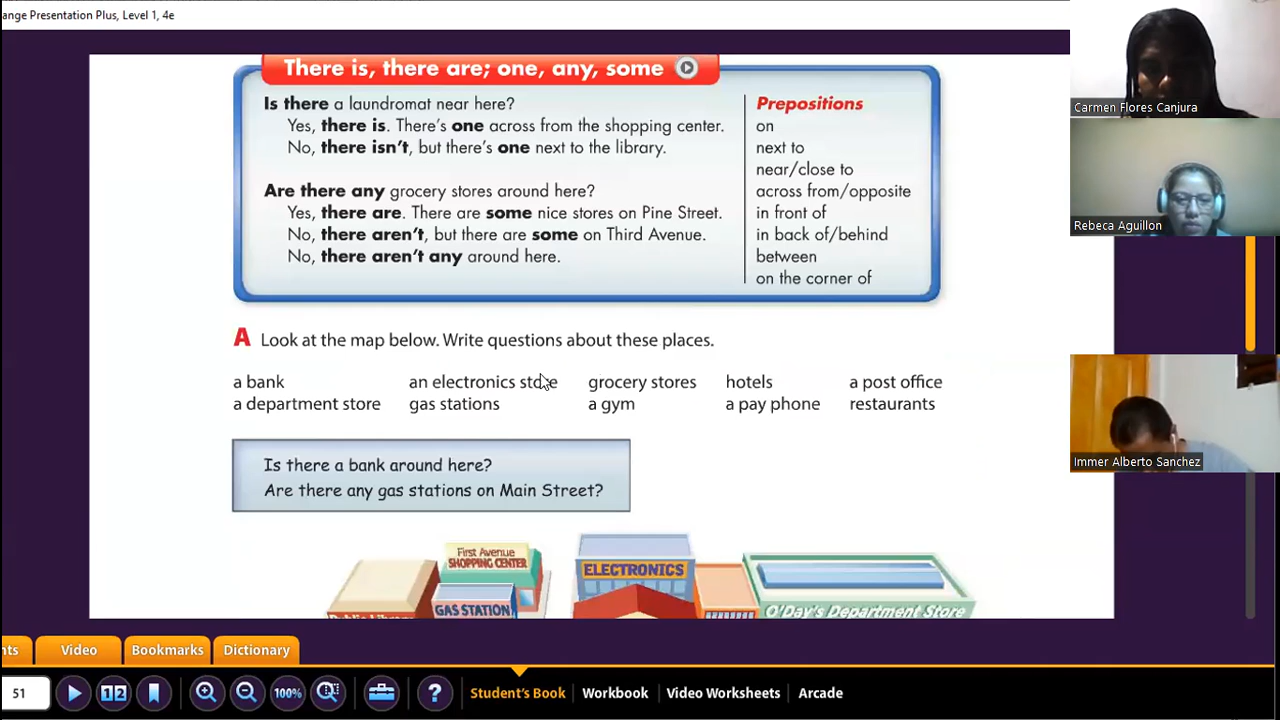 ange Presentation Plus, Level 1, 4e
There is, there are; one, any, some
Is there a laundromat near here?
Yes, there is. There's one across from the shopping center.
No, there isn't, but there's one next to the library.
Are there any grocery stores around here?
Yes, there are. There are some nice stores on Pine Street.
No, there aren't, but there are some on Third Avenue.
No, there aren't any around here.
Prepositions
on
next to
near/close to
across from/opposite
in front of
in back of/behind
between
on the corner of
A Look at the map below. Write questions about these places.
a bank an electronics store grocery stores hotels a post office
a department store gas stations a gym a pay phone restaurants
Is there a bank around here?
Are there any gas stations on Main Street?
First Avenue
SHOPPING CENTER
ELECTRONICS
GAS STATION
Public Library
O'Day's Department Store
Carmen Flores Canjura
Rebeca Aguillon
Immer Alberto Sanchez
nts Video Bookmarks Dictionary
51 1 2 100% ? Student's Book Workbook Video Worksheets Arcade